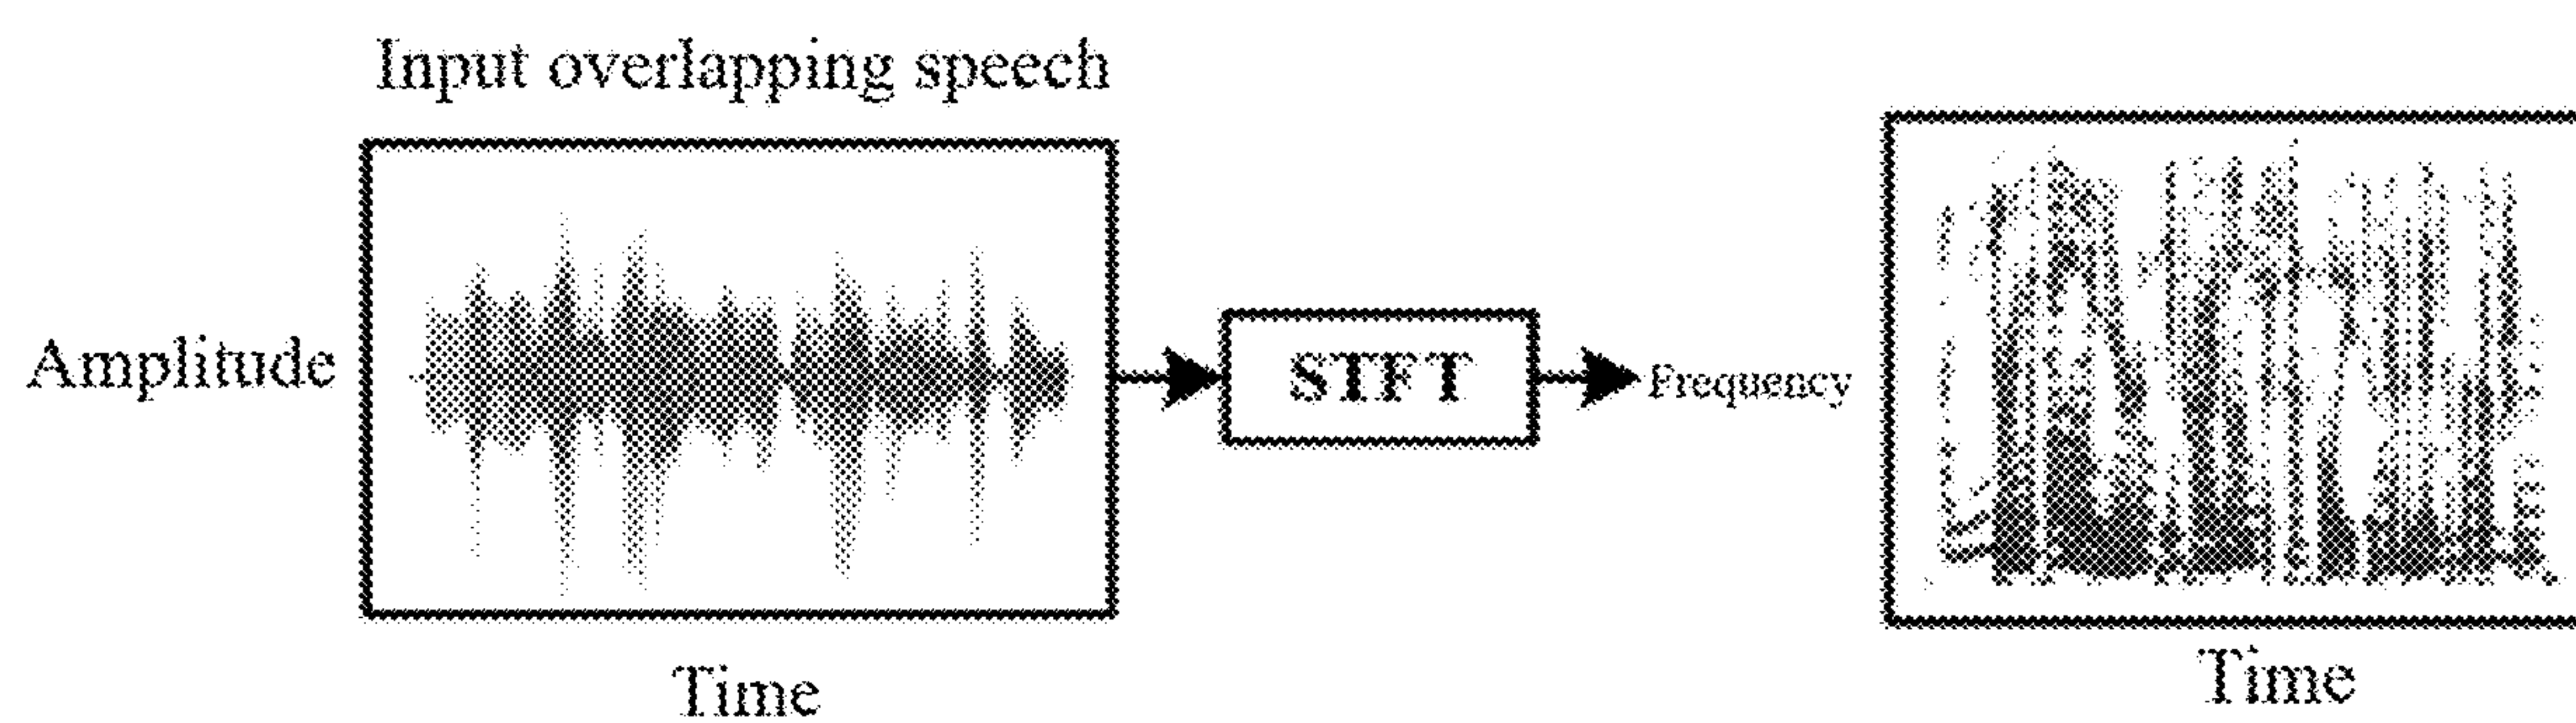 Input overlapping speech
Amplitude
Time
STFT
Frequency
Time